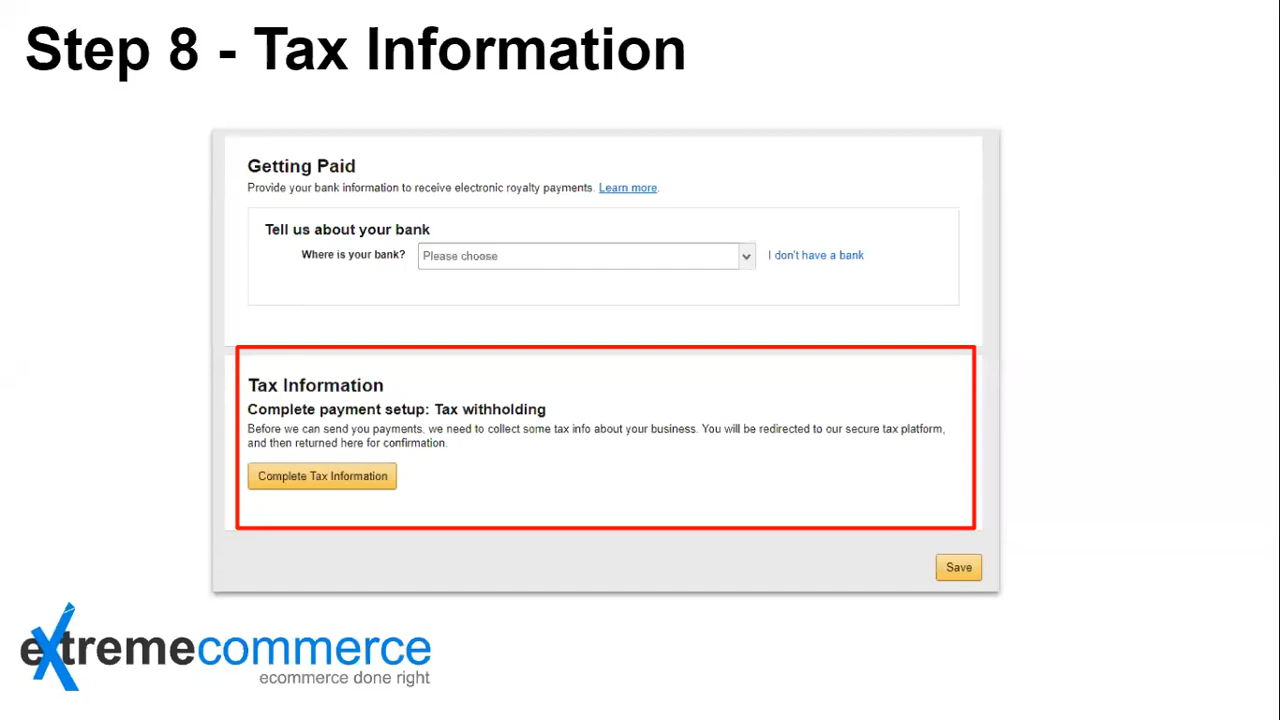 Step 8 - Tax Information
Getting Paid
Provide your bank information to receive electronic royalty payments. Learn more.
Tell us about your bank
Where is your bank? Please choose I don't have a bank
Tax Information
Complete payment setup: Tax withholding
Before we can send you payments, we need to collect some tax info about your business. You will be redirected to our secure tax platform,
and then returned here for confirmation.
Complete Tax Information
Save
extremecommerce
ecommerce done right